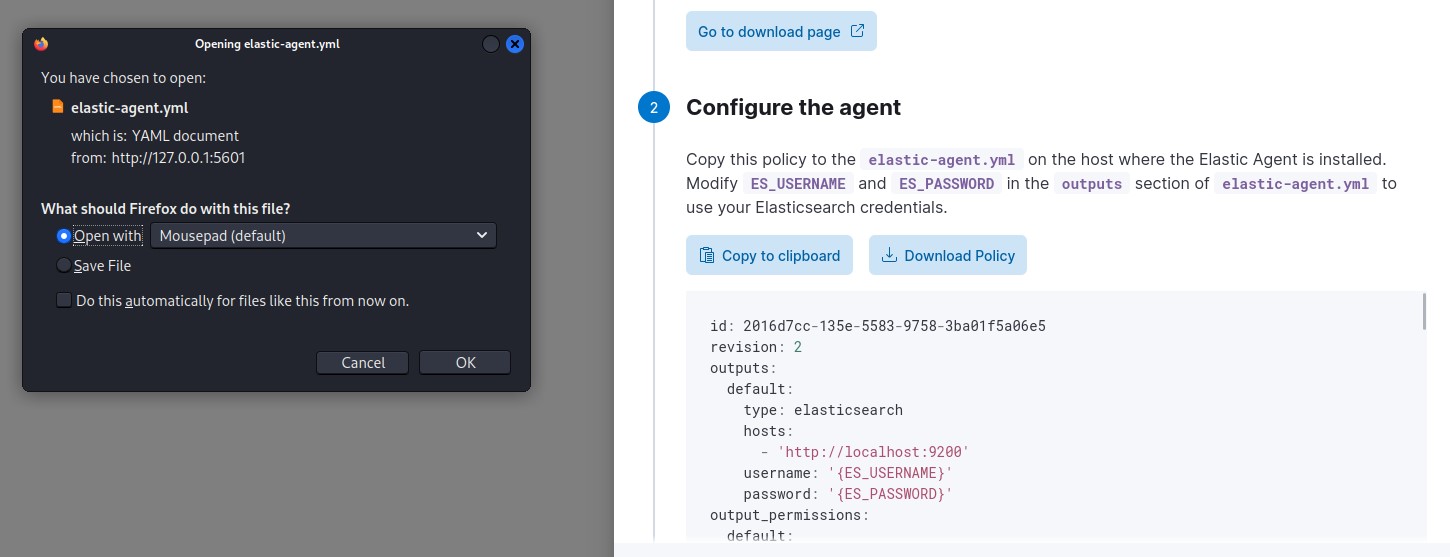 Opening elastic-agent.yml
You have chosen to open:
elastic-agent.yml
which is: YAML document
from: http://127.0.0.1:5601
What should Firefox do with this file?
Open with Mousepad (default)
Save File
Do this automatically for files like this from now on.
Cancel OK
Go to download page
2 Configure the agent
Copy this policy to the elastic-agent.yml on the host where the Elastic Agent is installed.
Modify ES_USERNAME and ES_PASSWORD in the outputs section of elastic-agent.yml to
use your Elasticsearch credentials.
Copy to clipboard Download Policy
id: 2016d7cc-135e-5583-9758-3ba01f5a06e5
revision: 2
outputs:
  default:
    type: elasticsearch
    hosts:
      - 'http://localhost:9200'
    username: '{ES_USERNAME}'
    password: '{ES_PASSWORD}'
output_permissions:
  default: